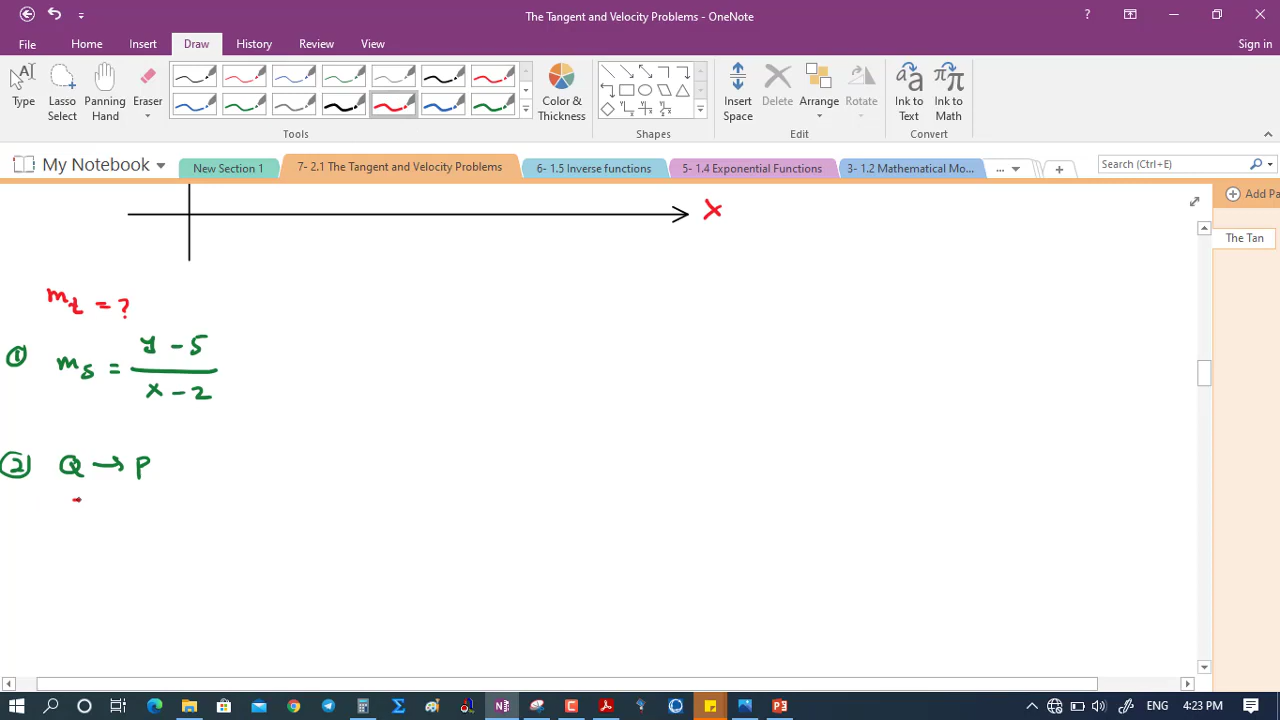 The Tangent and Velocity Problems - OneNote
File Home Insert Draw History Review View
Sign in
Type
Lasso Select
Panning Hand
Eraser
Color & Thickness
Insert Space
Delete
Arrange
Rotate
Ink to Text
Ink to Math
Tools
Shapes
Edit
Convert
My Notebook
New Section 1
7- 2.1 The Tangent and Velocity Problems
6- 1.5 Inverse functions
5- 1.4 Exponential Functions
3- 1.2 Mathematical Mo...
Search (Ctrl+E)
Add Pa
The Tan
x
m_t = ?
① m_s = (y - 5) / (x - 2)
② Q → P
ENG
4:23 PM